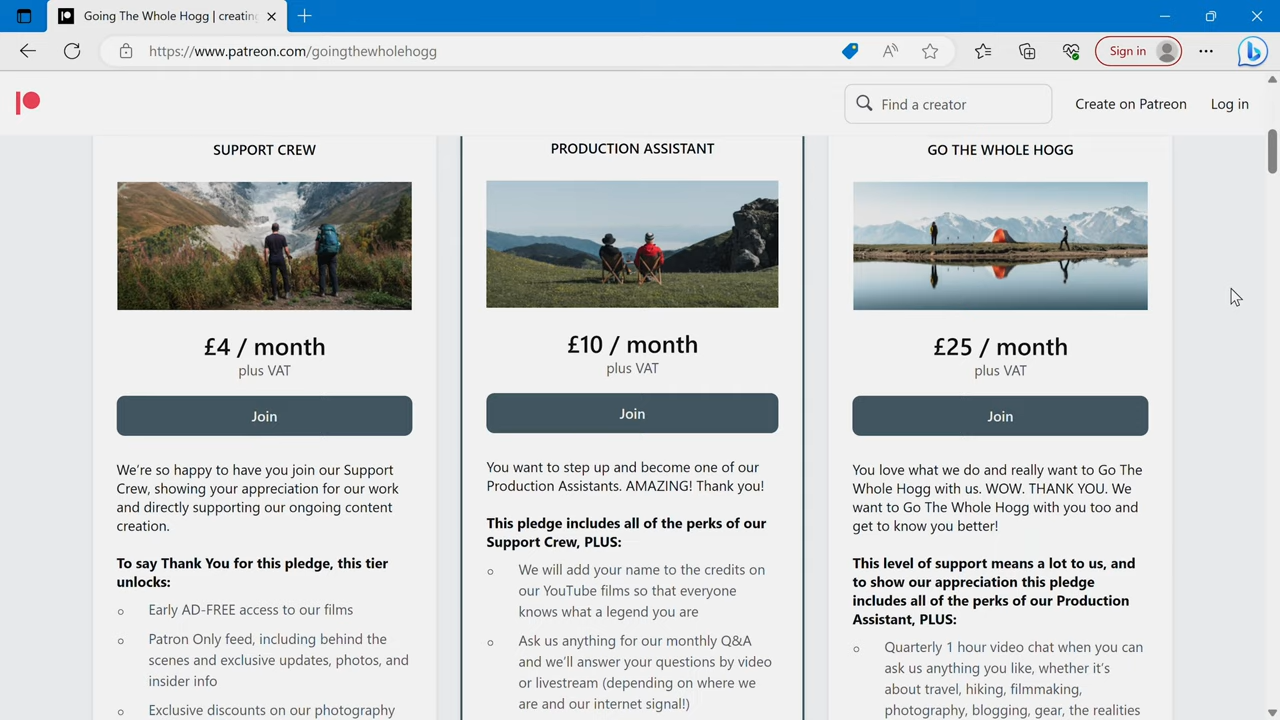 Going The Whole Hogg | creatin
https://www.patreon.com/goingthewholehogg
Sign in
Find a creator
Create on Patreon
Log in
SUPPORT CREW
£4 / month
plus VAT
Join
We're so happy to have you join our Support
Crew, showing your appreciation for our work
and directly supporting our ongoing content
creation.
To say Thank You for this pledge, this tier
unlocks:
Early AD-FREE access to our films
Patron Only feed, including behind the
scenes and exclusive updates, photos, and
insider info
Exclusive discounts on our photography
PRODUCTION ASSISTANT
£10 / month
plus VAT
Join
You want to step up and become one of our
Production Assistants. AMAZING! Thank you!
This pledge includes all of the perks of our
Support Crew, PLUS:
We will add your name to the credits on
our YouTube films so that everyone
knows what a legend you are
Ask us anything for our monthly Q&A
and we'll answer your questions by video
or livestream (depending on where we
are and our internet signal!)
GO THE WHOLE HOGG
£25 / month
plus VAT
Join
You love what we do and really want to Go The
Whole Hogg with us. WOW. THANK YOU. We
want to Go The Whole Hogg with you too and
get to know you better!
This level of support means a lot to us, and
to show our appreciation this pledge
includes all of the perks of our Production
Assistant, PLUS:
Quarterly 1 hour video chat when you can
ask us anything you like, whether it's
about travel, hiking, filmmaking,
photography, blogging, gear, the realities